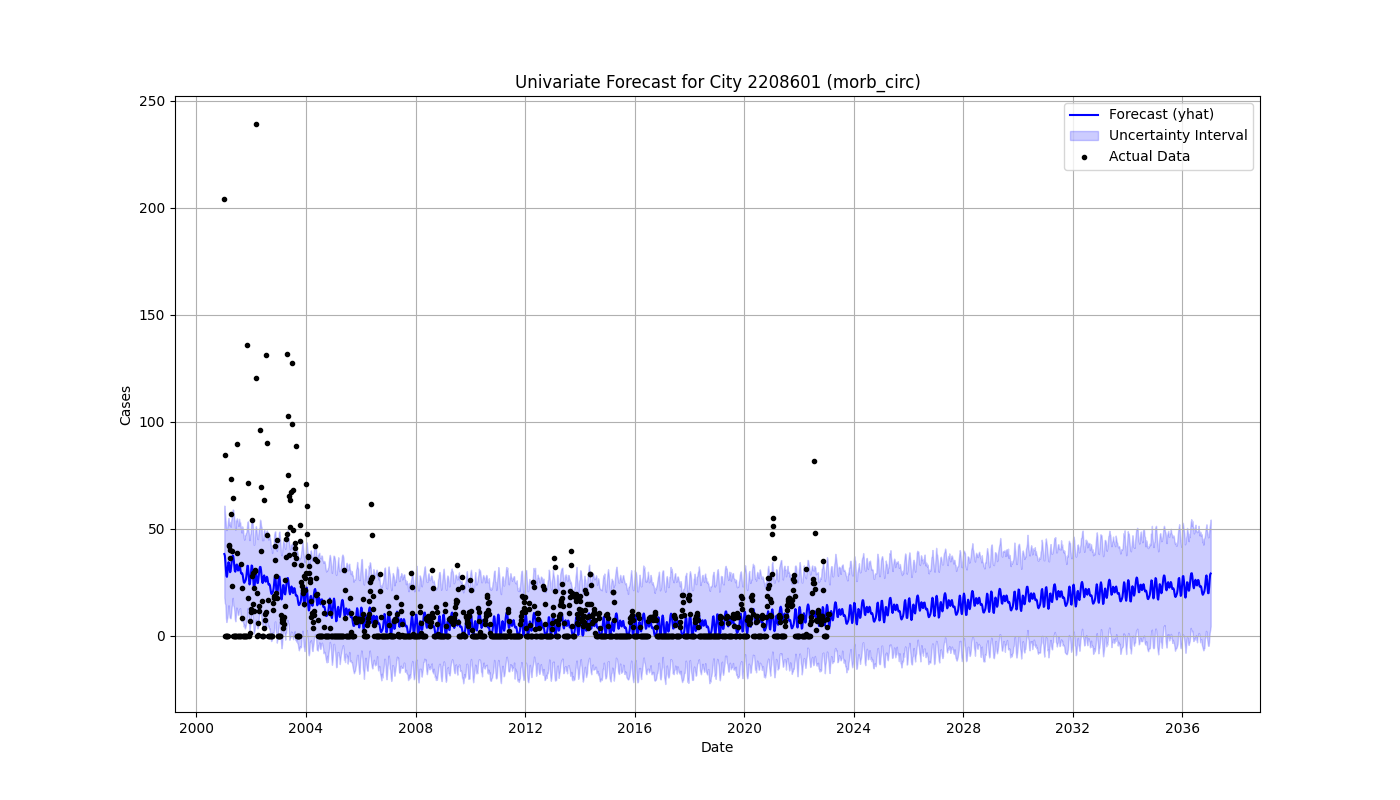 Univariate Forecast for City 2208601 (morb_circ)
Forecast (yhat)
Uncertainty Interval
Actual Data
Cases
250
200
150
100
50
0
2000 2004 2008 2012 2016 2020 2024 2028 2032 2036
Date